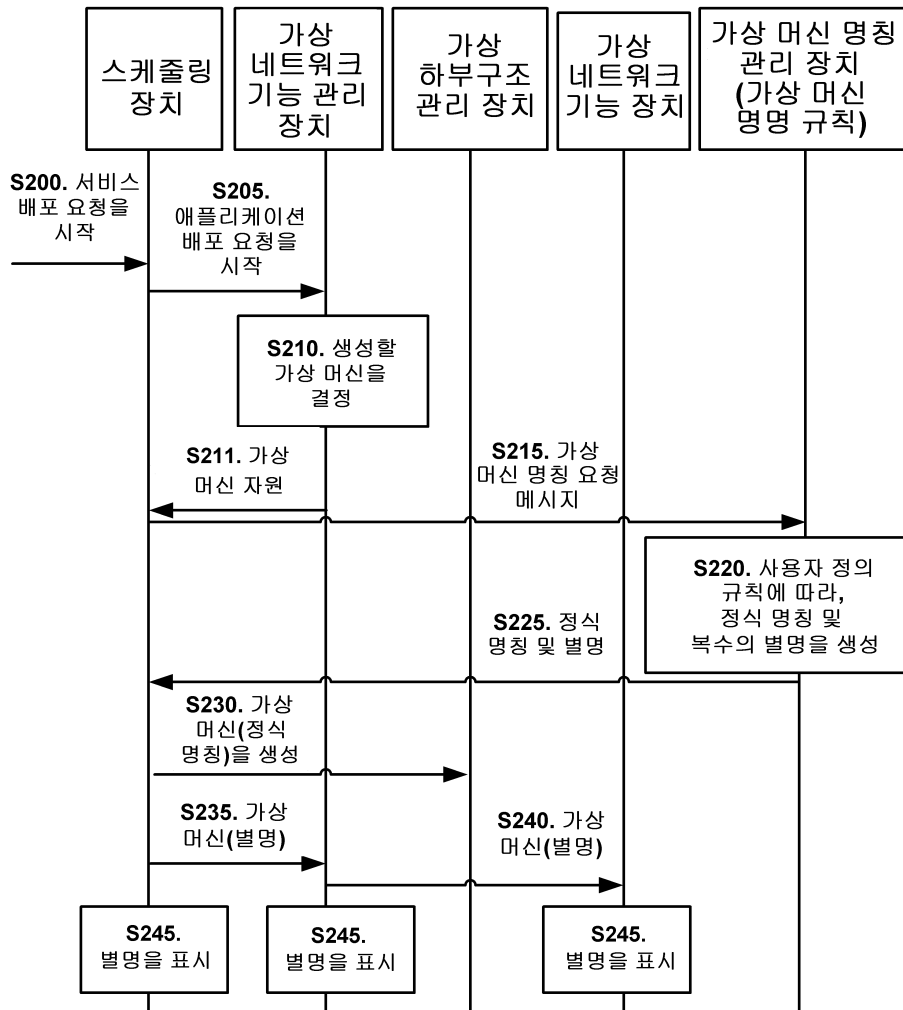 스케줄링
장치
가상
네트워크
기능 관리
장치
가상
하부구조
관리 장치
가상
네트워크
기능 장치
가상 머신 명칭
관리 장치
(가상 머신
명명 규칙)
S200. 서비스
배포 요청을
시작
S205.
애플리케이션
배포 요청을
시작
S210. 생성할
가상 머신을
결정
S211. 가상
머신 자원
S215. 가상
머신 명칭 요청
메시지
S220. 사용자 정의
규칙에 따라,
정식 명칭 및
복수의 별명을 생성
S225. 정식
명칭 및 별명
S230. 가상
머신(정식
명칭)을 생성
S235. 가상
머신(별명)
S240. 가상
머신(별명)
S245.
별명을 표시
S245.
별명을 표시
S245.
별명을 표시